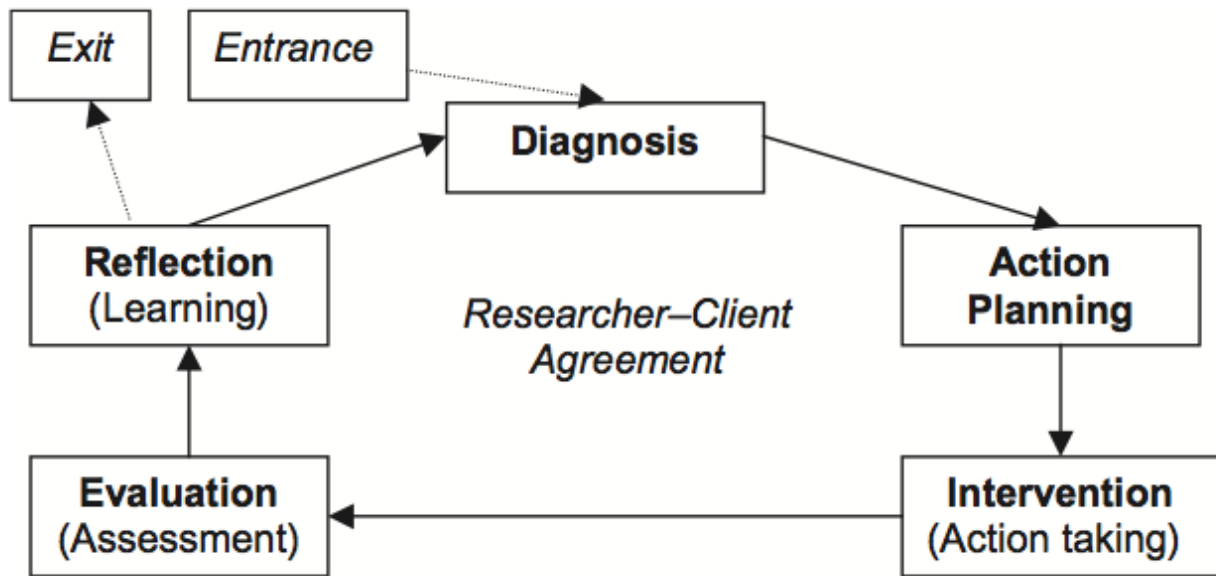 Exit
Entrance
Diagnosis
Reflection
(Learning)
Action
Planning
Researcher–Client
Agreement
Evaluation
(Assessment)
Intervention
(Action taking)